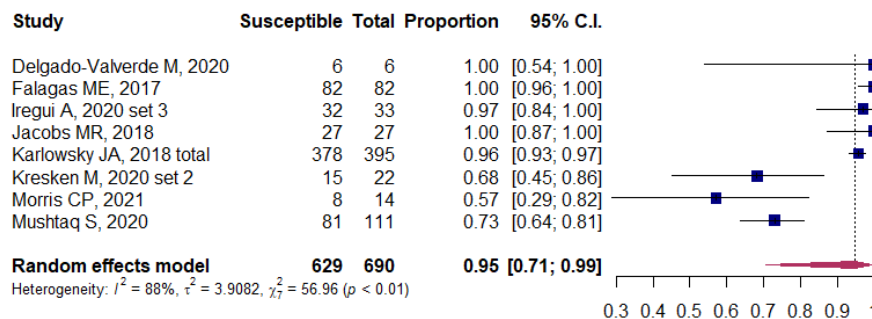 Study Susceptible Total Proportion 95% C.I.
Delgado-Valverde M, 2020 6 6 1.00 [0.54; 1.00]
Falagas ME, 2017 82 82 1.00 [0.96; 1.00]
Iregui A, 2020 set 3 32 33 0.97 [0.84; 1.00]
Jacobs MR, 2018 27 27 1.00 [0.87; 1.00]
Karlowsky JA, 2018 total 378 395 0.96 [0.93; 0.97]
Kresken M, 2020 set 2 15 22 0.68 [0.45; 0.86]
Morris CP, 2021 8 14 0.57 [0.29; 0.82]
Mushtaq S, 2020 81 111 0.73 [0.64; 0.81]
Random effects model 629 690 0.95 [0.71; 0.99]
Heterogeneity: I² = 88%, τ² = 3.9082, χ²₇ = 56.96 (p < 0.01)
0.3 0.4 0.5 0.6 0.7 0.8 0.9